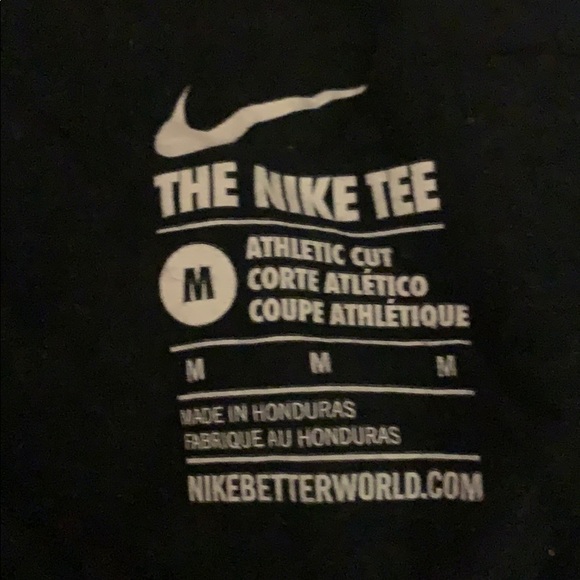 THE NIKE TEE
M
ATHLETIC CUT
CORTE ATLÉTICO
COUPE ATHLÉTIQUE
M M M
MADE IN HONDURAS
FABRIQUE AU HONDURAS
NIKEBETTERWORLD.COM